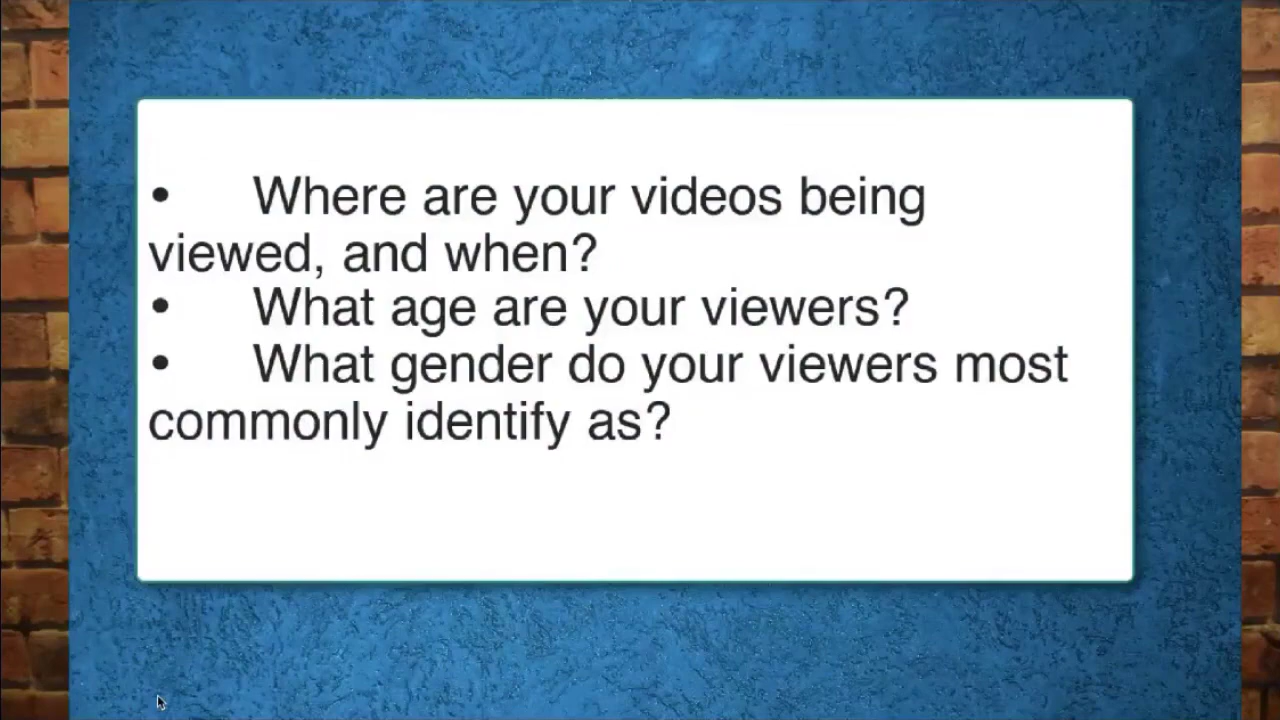 • Where are your videos being
viewed, and when?
• What age are your viewers?
• What gender do your viewers most
commonly identify as?